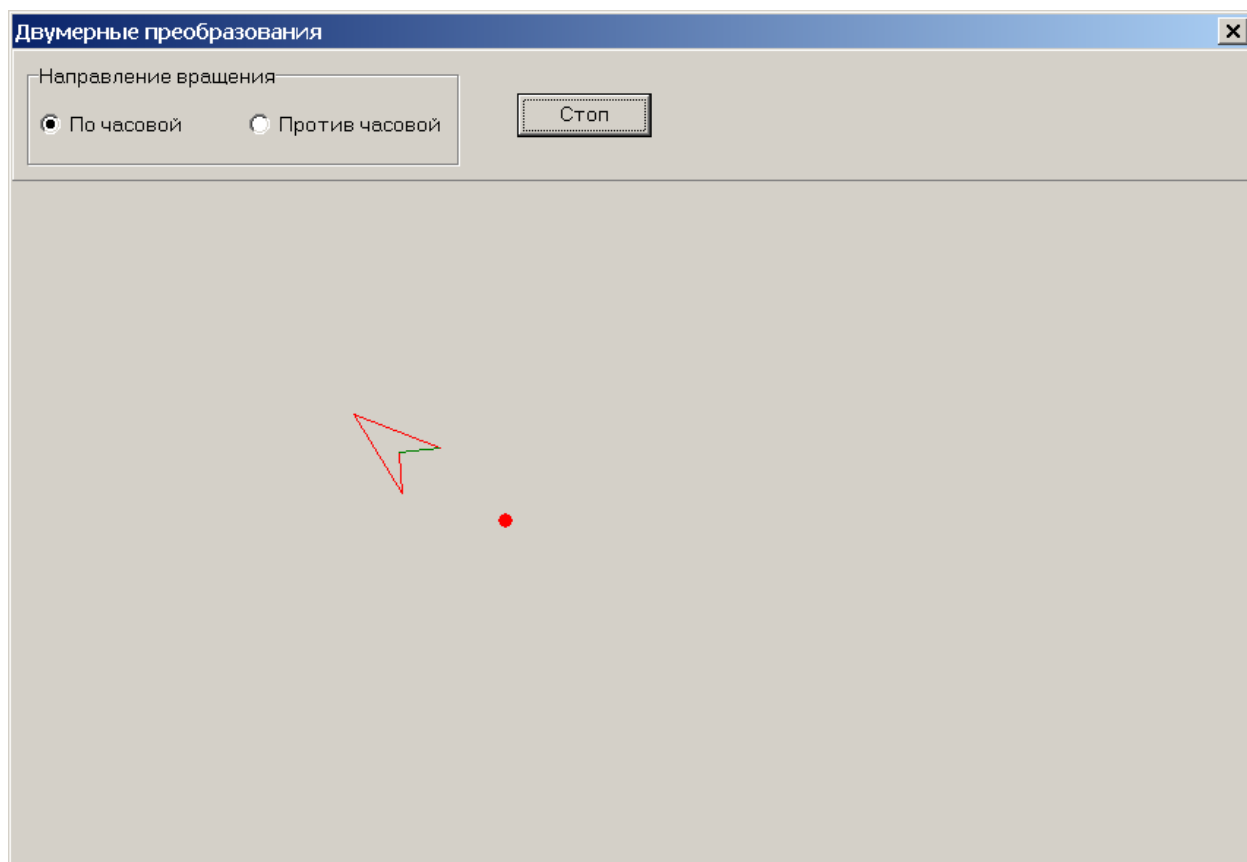 Двумерные преобразования
Направление вращения
По часовой
Против часовой
Стоп